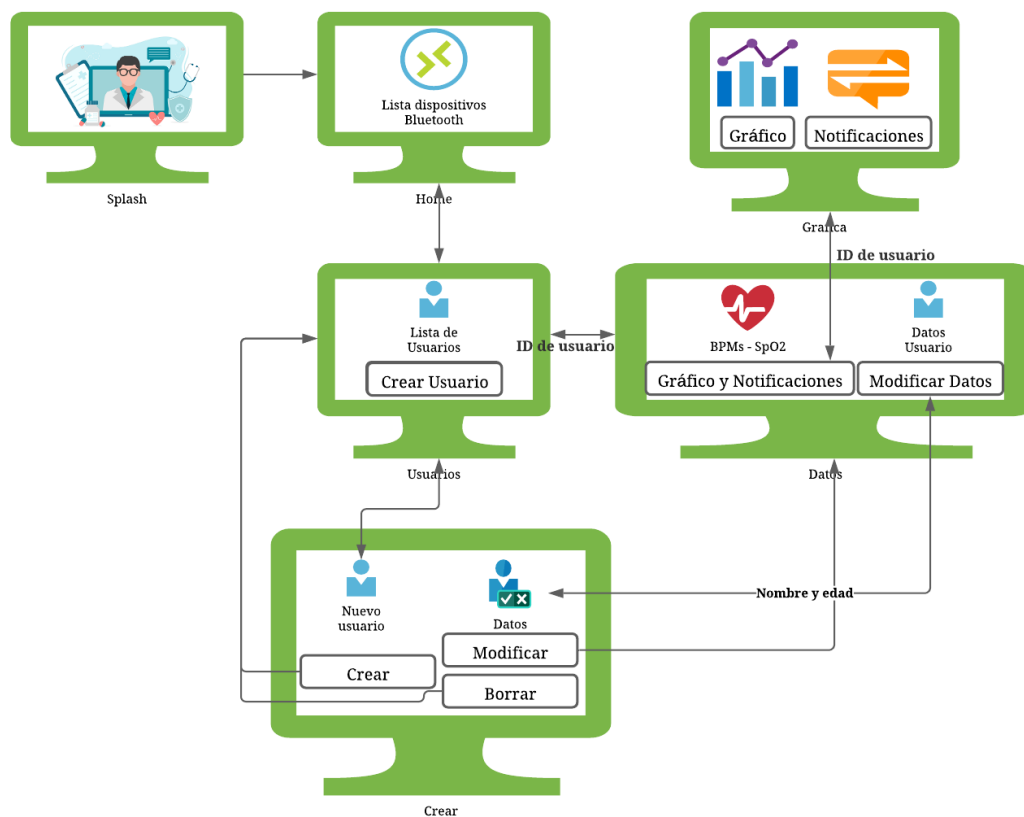 Lista dispositivos
Bluetooth
Gráfico
Notificaciones
Splash
Home
Grafica
ID de usuario
Lista de
Usuarios
Crear Usuario
ID de usuario
BPMs - SpO2
Datos
Usuario
Gráfico y Notificaciones
Modificar Datos
Usuarios
Datos
Nuevo
usuario
Datos
Nombre y edad
Modificar
Crear
Borrar
Crear